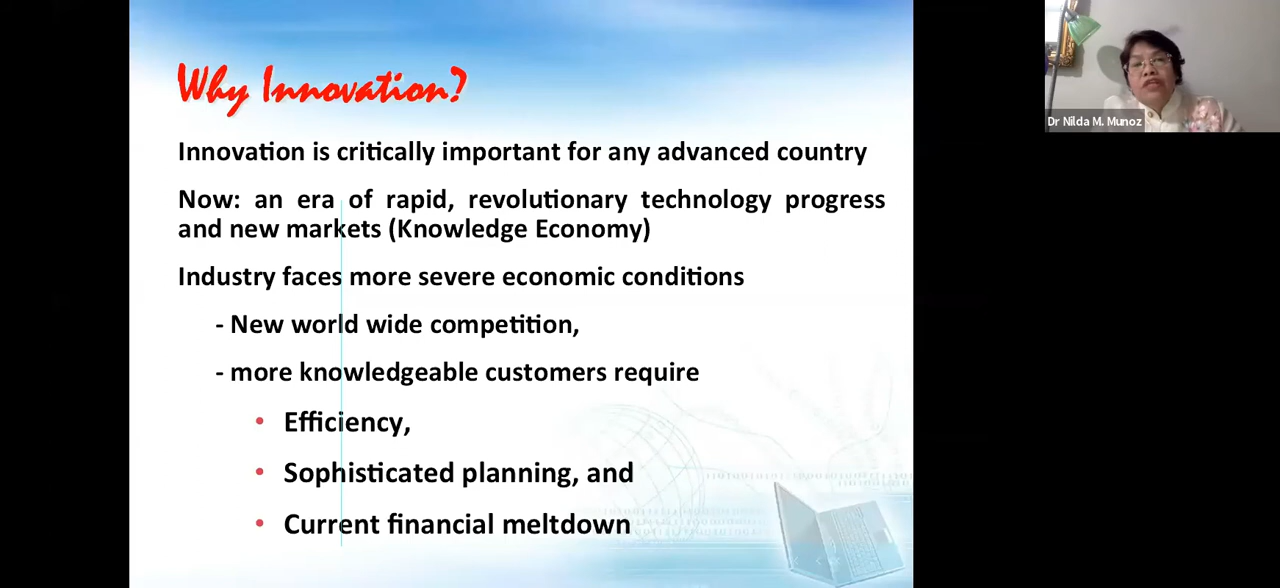 Why Innovation?
Innovation is critically important for any advanced country
Now: an era of rapid, revolutionary technology progress
and new markets (Knowledge Economy)
Industry faces more severe economic conditions
- New world wide competition,
- more knowledgeable customers require
• Efficiency,
• Sophisticated planning, and
• Current financial meltdown
Dr Nilda M. Munoz